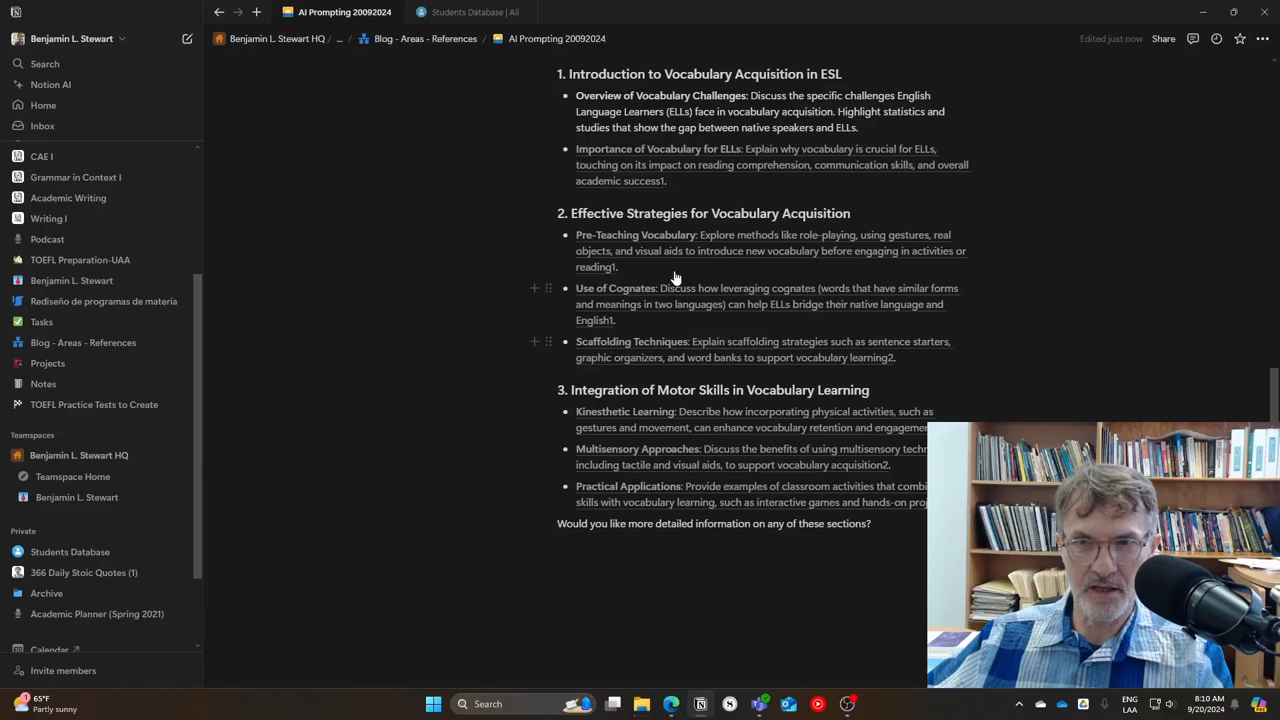 AI Prompting 20092024
Students Database | All
Benjamin L. Stewart
Benjamin L. Stewart HQ / ... / Blog - Areas - References / AI Prompting 20092024
Edited just now
Share
Search
Notion AI
Home
Inbox
CAE I
Grammar in Context I
Academic Writing
Writing I
Podcast
TOEFL Preparation-UAA
Benjamin L. Stewart
Rediseño de programas de materia
Tasks
Blog - Areas - References
Projects
Notes
TOEFL Practice Tests to Create
Teamspaces
Benjamin L. Stewart HQ
Teamspace Home
Benjamin L. Stewart
Private
Students Database
366 Daily Stoic Quotes (1)
Archive
Academic Planner (Spring 2021)
Calendar
Invite members
1. Introduction to Vocabulary Acquisition in ESL
Overview of Vocabulary Challenges: Discuss the specific challenges English
Language Learners (ELLs) face in vocabulary acquisition. Highlight statistics and
studies that show the gap between native speakers and ELLs.
Importance of Vocabulary for ELLs: Explain why vocabulary is crucial for ELLs,
touching on its impact on reading comprehension, communication skills, and overall
academic success1.
2. Effective Strategies for Vocabulary Acquisition
Pre-Teaching Vocabulary: Explore methods like role-playing, using gestures, real
objects, and visual aids to introduce new vocabulary before engaging in activities or
reading1.
Use of Cognates: Discuss how leveraging cognates (words that have similar forms
and meanings in two languages) can help ELLs bridge their native language and
English1.
Scaffolding Techniques: Explain scaffolding strategies such as sentence starters,
graphic organizers, and word banks to support vocabulary learning2.
3. Integration of Motor Skills in Vocabulary Learning
Kinesthetic Learning: Describe how incorporating physical activities, such as
gestures and movement, can enhance vocabulary retention and engagemen
Multisensory Approaches: Discuss the benefits of using multisensory techn
including tactile and visual aids, to support vocabulary acquisition2.
Practical Applications: Provide examples of classroom activities that combi
skills with vocabulary learning, such as interactive games and hands-on proj
Would you like more detailed information on any of these sections?
65°F
Partly sunny
1
Search
ENG
LAA
8:10 AM
9/20/2024